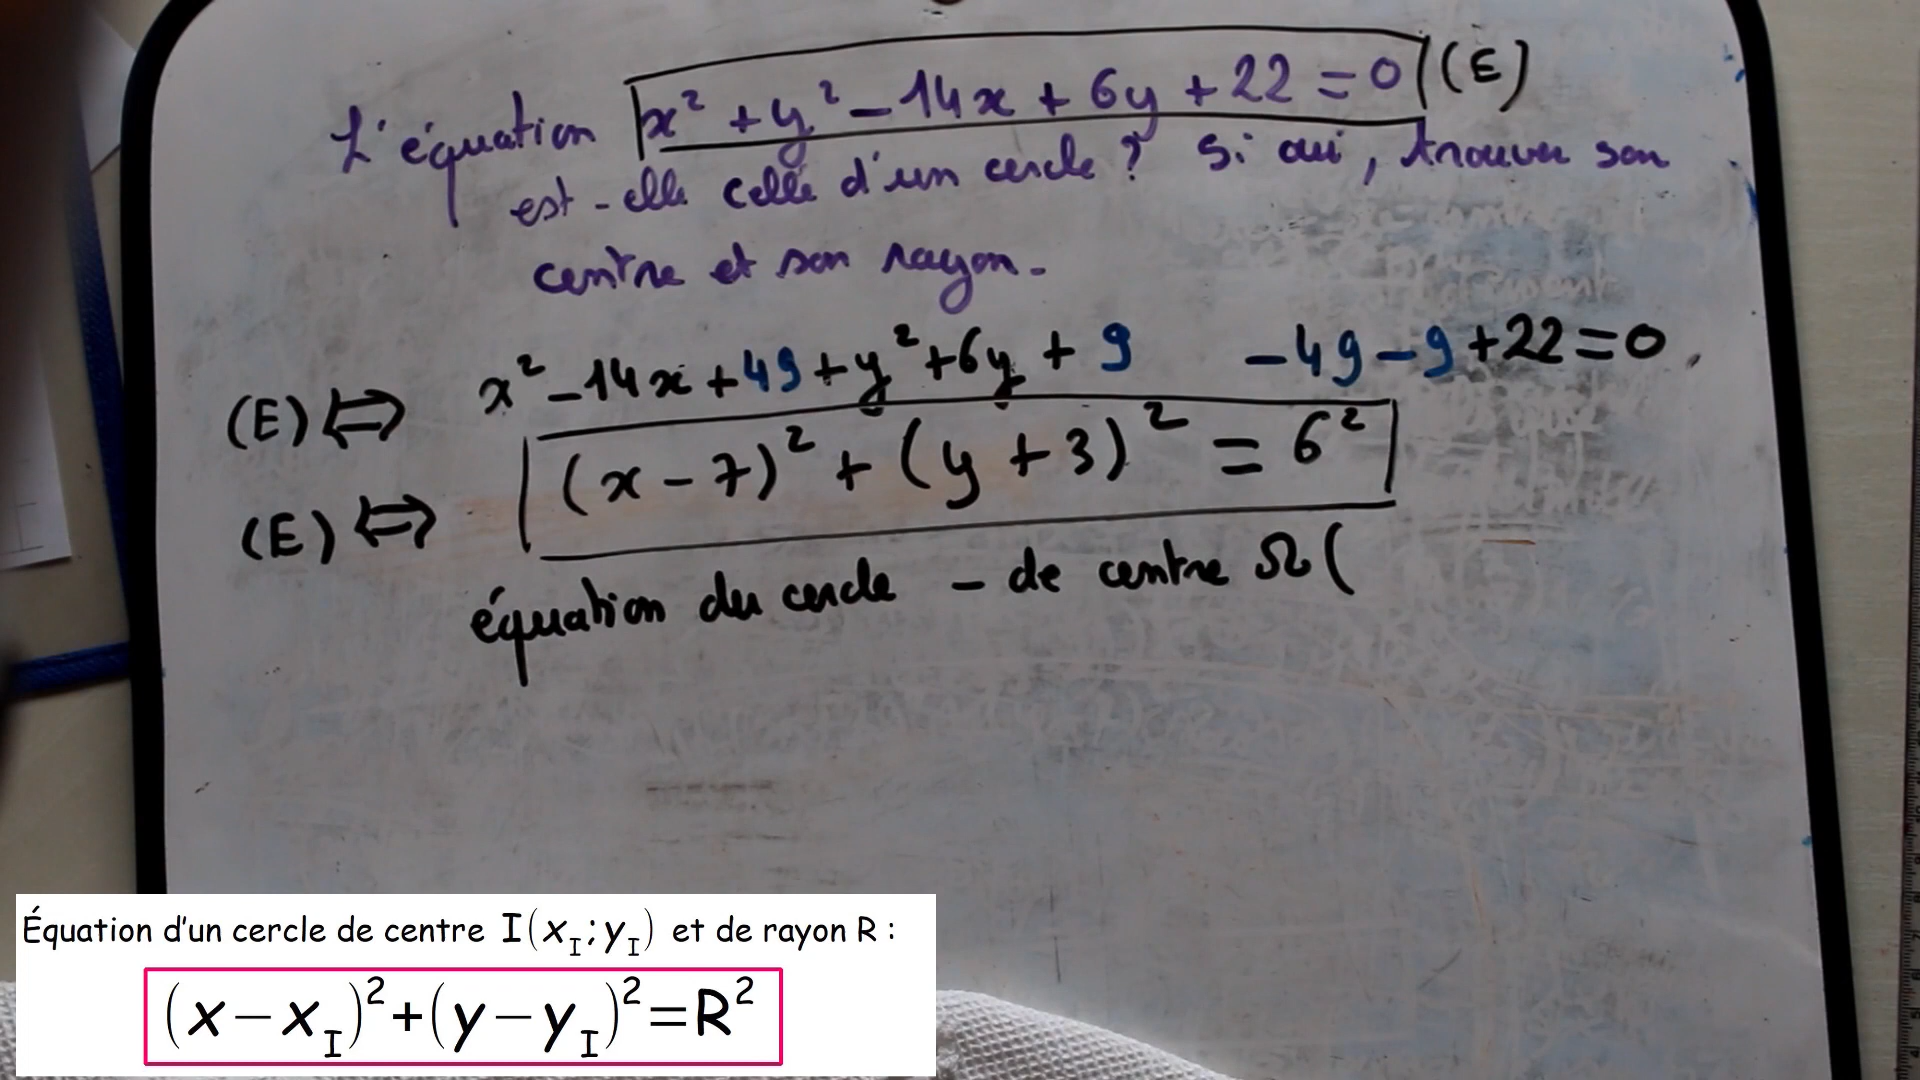 L'équation x² + y² - 14x + 6y + 22 = 0 (E)
est-elle celle d'un cercle ? Si oui, trouver son
centre et son rayon.
(E) ⇔ x² - 14x + 49 + y² + 6y + 9 - 49 - 9 + 22 = 0
(E) ⇔ (x - 7)² + (y + 3)² = 6²
équation du cercle - de centre Ω (
Équation d'un cercle de centre I(x_I ; y_I) et de rayon R :
(x - x_I)² + (y - y_I)² = R²